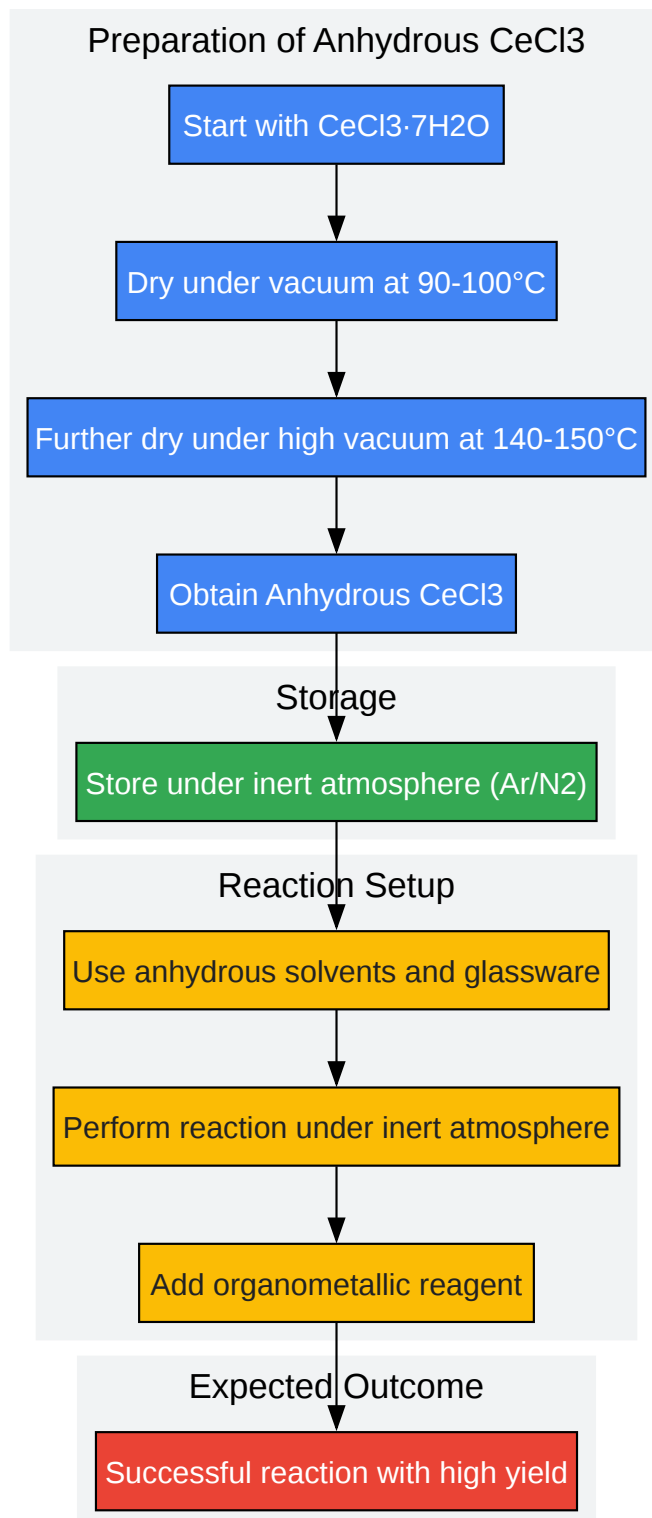 Preparation of Anhydrous CeCl3
Start with CeCl3·7H2O
Dry under vacuum at 90-100°C
Further dry under high vacuum at 140-150°C
Obtain Anhydrous CeCl3
Storage
Store under inert atmosphere (Ar/N2)
Reaction Setup
Use anhydrous solvents and glassware
Perform reaction under inert atmosphere
Add organometallic reagent
Expected Outcome
Successful reaction with high yield